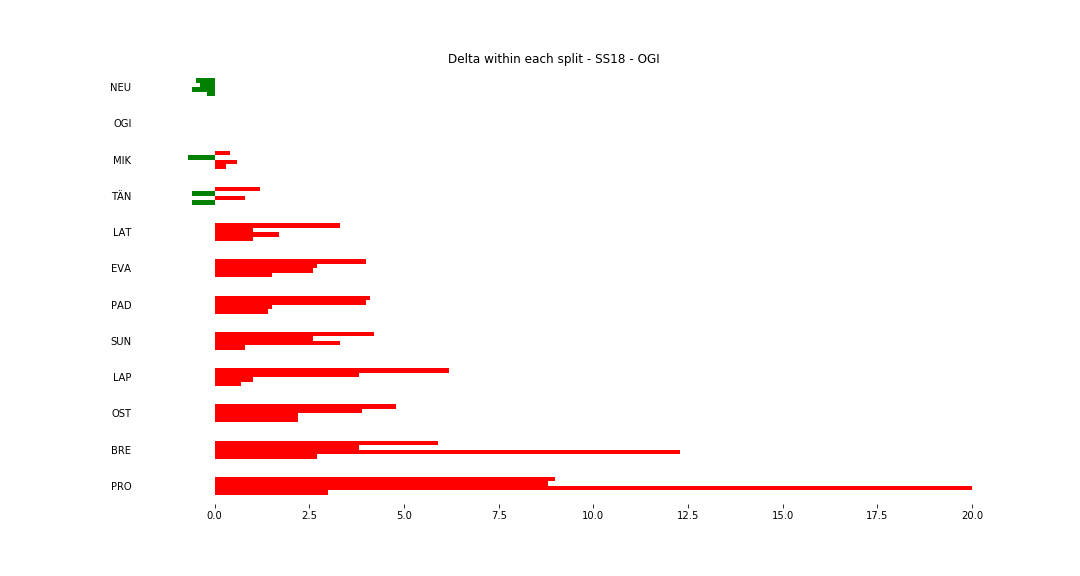 Delta within each split - SS18 - OGI
NEU
OGI
MIK
TÄN
LAT
EVA
PAD
SUN
LAP
OST
BRE
PRO
0.0 2.5 5.0 7.5 10.0 12.5 15.0 17.5 20.0